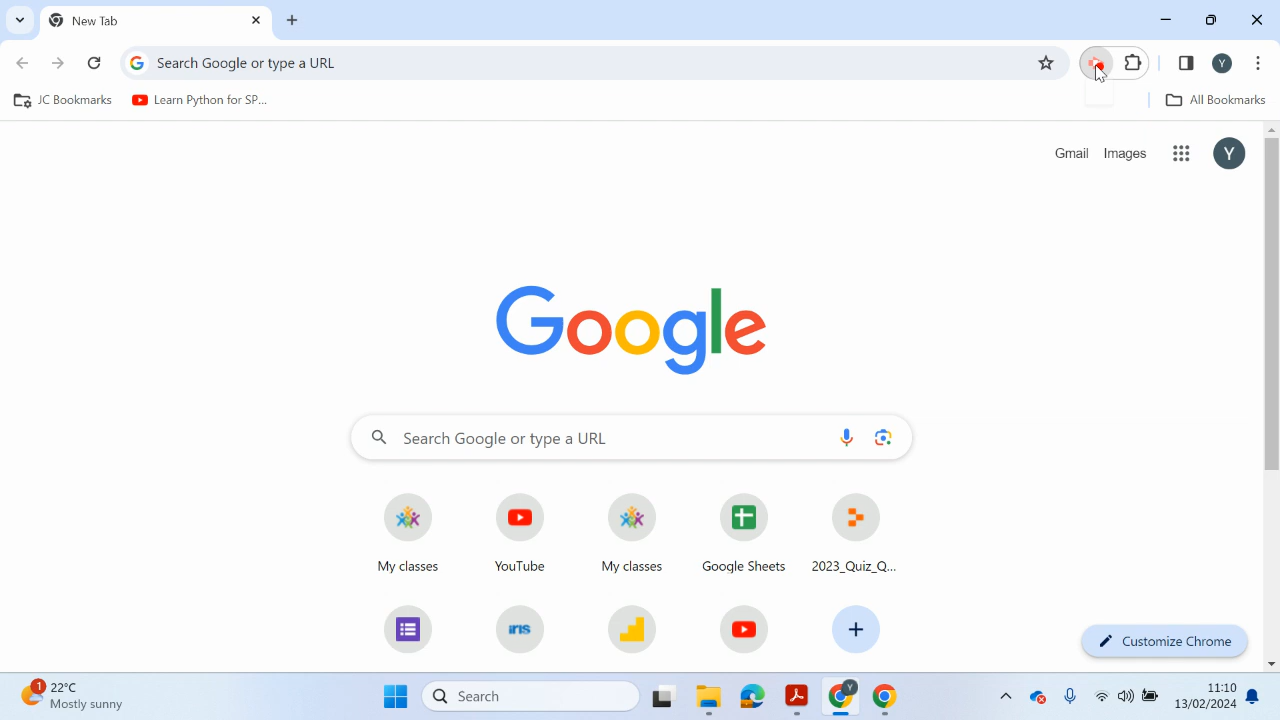 New Tab
Search Google or type a URL
Y
JC Bookmarks
Learn Python for SP...
All Bookmarks
Gmail
Images
Y
Google
Search Google or type a URL
My classes
YouTube
My classes
Google Sheets
2023_Quiz_Q...
IRIS
Customize Chrome
1
22°C
Mostly sunny
Search
Y
11:10
13/02/2024